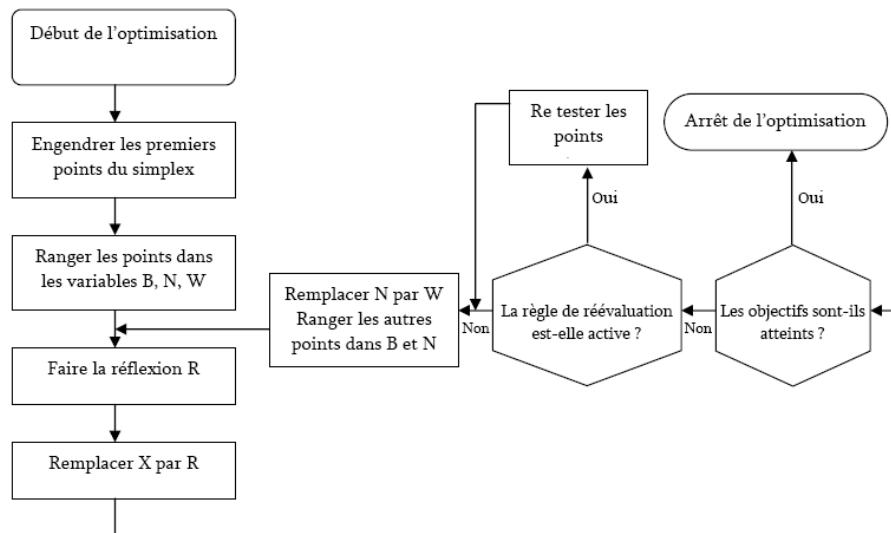 Début de l'optimisation
Engendrer les premiers
points du simplex
Ranger les points dans
les variables B, N, W
Faire la réflexion R
Remplacer X par R
Remplacer N par W
Ranger les autres
points dans B et N
Re tester les
points
Oui
La règle de réévaluation
est-elle active ?
Non
Arrêt de l'optimisation
Oui
Les objectifs sont-ils
atteints ?
Non